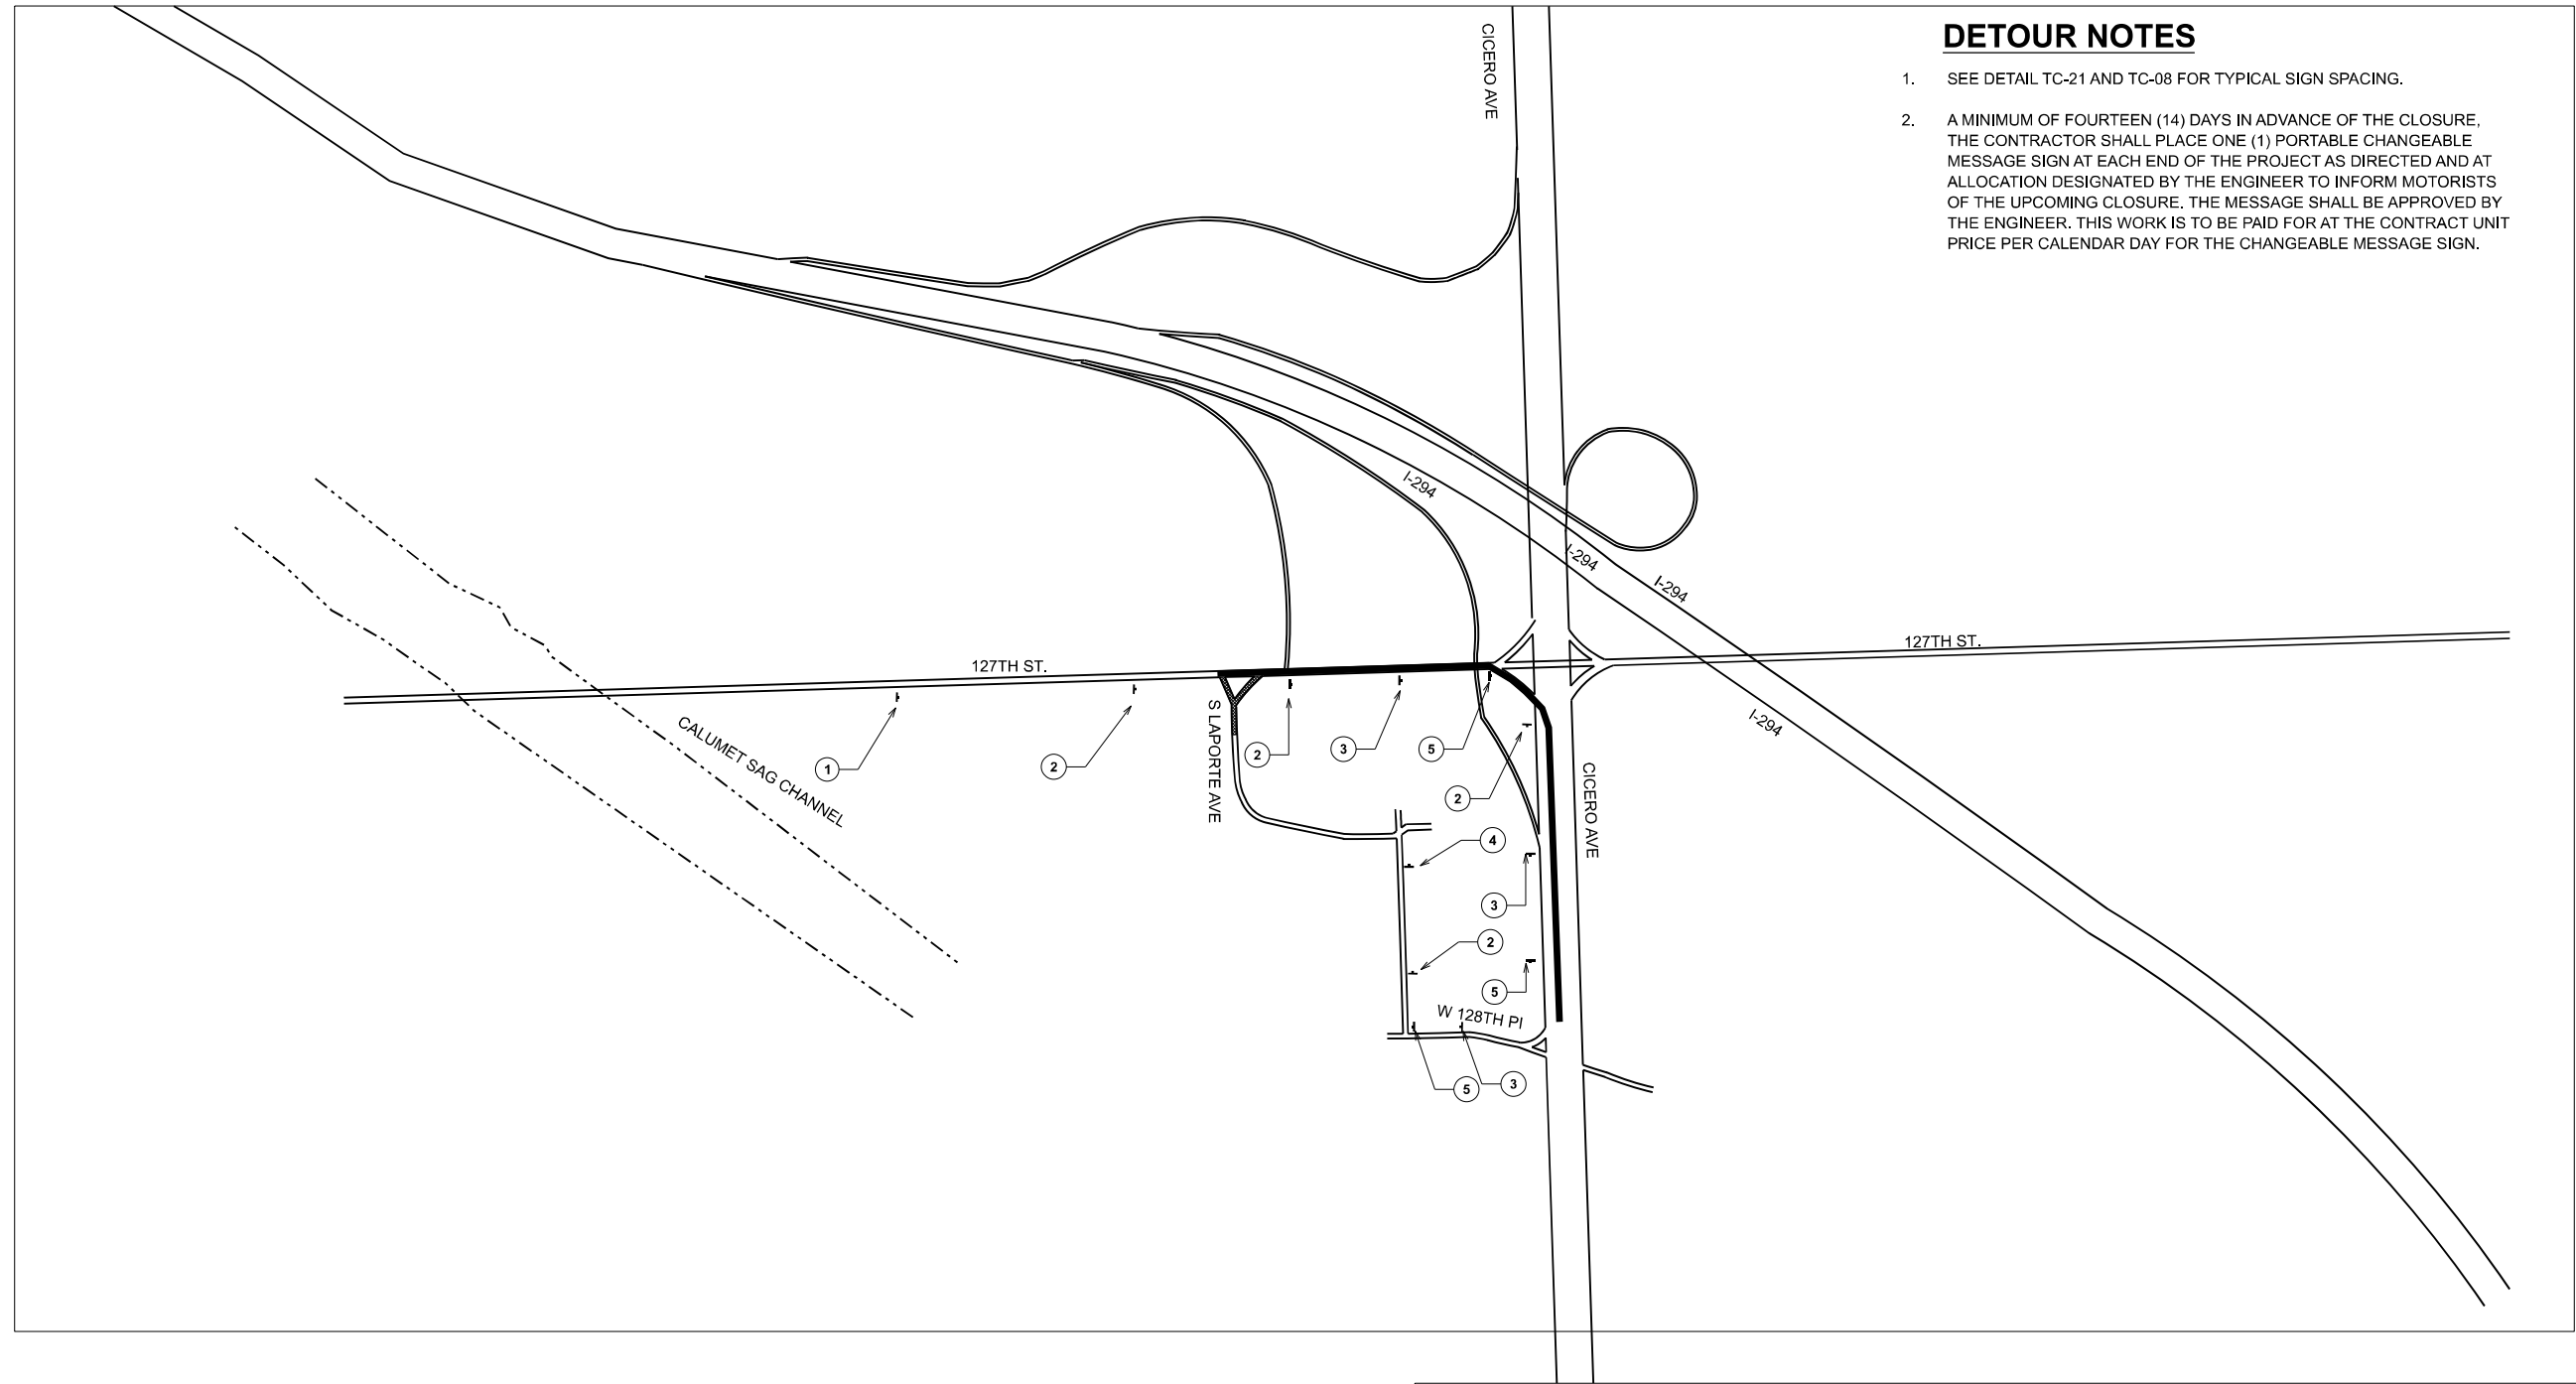 DETOUR NOTES
1. SEE DETAIL TC-21 AND TC-08 FOR TYPICAL SIGN SPACING.
2. A MINIMUM OF FOURTEEN (14) DAYS IN ADVANCE OF THE CLOSURE,
THE CONTRACTOR SHALL PLACE ONE (1) PORTABLE CHANGEABLE
MESSAGE SIGN AT EACH END OF THE PROJECT AS DIRECTED AND AT
ALLOCATION DESIGNATED BY THE ENGINEER TO INFORM MOTORISTS
OF THE UPCOMING CLOSURE. THE MESSAGE SHALL BE APPROVED BY
THE ENGINEER. THIS WORK IS TO BE PAID FOR AT THE CONTRACT UNIT
PRICE PER CALENDAR DAY FOR THE CHANGEABLE MESSAGE SIGN.
CICERO AVE
I-294
I-294
I-294
127TH ST.
127TH ST.
I-294
S LAPORTE AVE
CALUMET SAG CHANNEL
CICERO AVE
1
2
2
3
5
2
4
3
2
5
W 128TH Pl
5
3